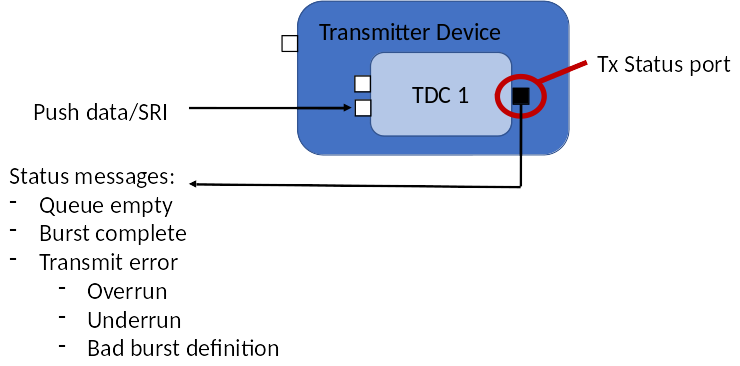 Transmitter Device
Tx Status port
TDC 1
Push data/SRI
Status messages:
- Queue empty
- Burst complete
- Transmit error
- Overrun
- Underrun
- Bad burst definition